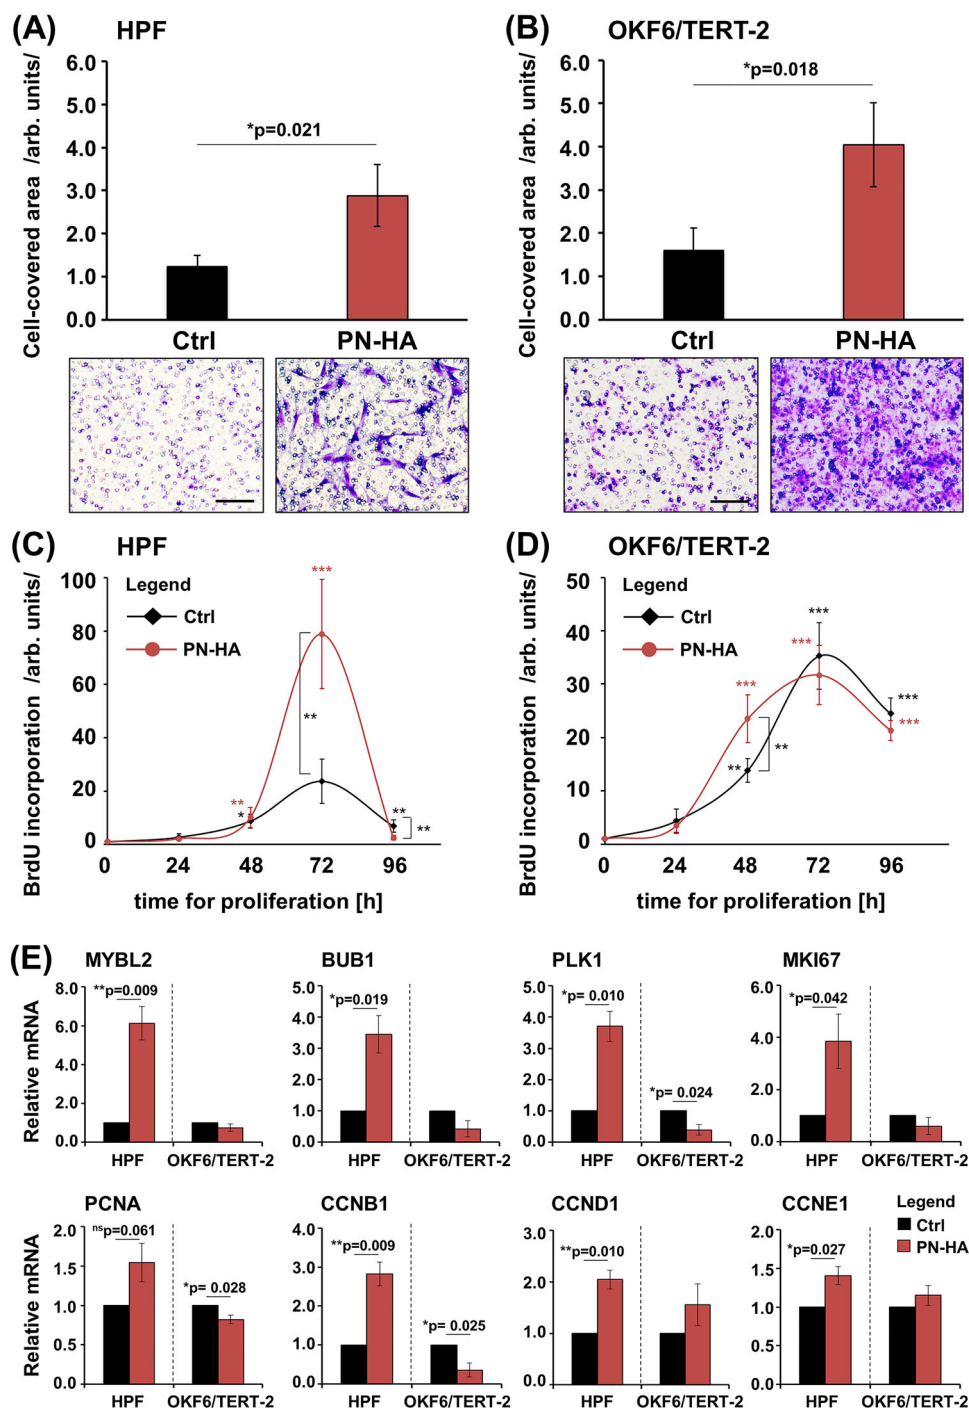 (A) HPF
Cell-covered area /arb. units/
6.0
5.0
4.0
3.0
2.0
1.0
0.0
*p=0.021
Ctrl PN-HA
(B) OKF6/TERT-2
Cell-covered area /arb. units/
6.0
5.0
4.0
3.0
2.0
1.0
0.0
*p=0.018
Ctrl PN-HA
(C) HPF
BrdU incorporation /arb. units/
100
80
60
40
20
0
Legend
Ctrl
PN-HA
***
**
**
*
**
**
0 24 48 72 96
time for proliferation [h]
(D) OKF6/TERT-2
BrdU incorporation /arb. units/
50
40
30
20
10
0
Legend
Ctrl
PN-HA
***
***
***
***
***
**
**
0 24 48 72 96
time for proliferation [h]
(E)
MYBL2
Relative mRNA
8.0
6.0
4.0
2.0
0.0
**p=0.009
HPF OKF6/TERT-2
BUB1
5.0
4.0
3.0
2.0
1.0
0.0
*p=0.019
HPF OKF6/TERT-2
PLK1
5.0
4.0
3.0
2.0
1.0
0.0
*p= 0.010
*p= 0.024
HPF OKF6/TERT-2
MKI67
6.0
4.0
2.0
0.0
*p=0.042
HPF OKF6/TERT-2
PCNA
Relative mRNA
2.0
1.5
1.0
0.5
0.0
nsp=0.061
*p= 0.028
HPF OKF6/TERT-2
CCNB1
4.0
3.0
2.0
1.0
0.0
**p=0.009
*p= 0.025
HPF OKF6/TERT-2
CCND1
3.0
2.0
1.0
0.0
**p=0.010
HPF OKF6/TERT-2
CCNE1
2.0
1.5
1.0
0.5
0.0
*p=0.027
HPF OKF6/TERT-2
Legend
Ctrl
PN-HA